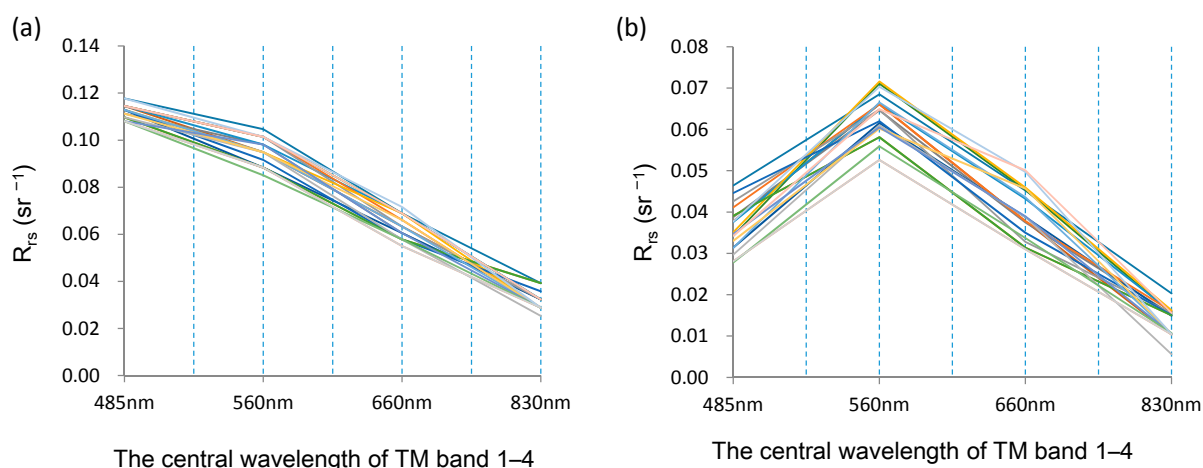 (a)
0.14
0.12
0.10
0.08
0.06
0.04
0.02
0.00
Rrs (sr⁻¹)
485nm 560nm 660nm 830nm
The central wavelength of TM band 1–4
(b)
0.08
0.07
0.06
0.05
0.04
0.03
0.02
0.01
0.00
Rrs (sr⁻¹)
485nm 560nm 660nm 830nm
The central wavelength of TM band 1–4